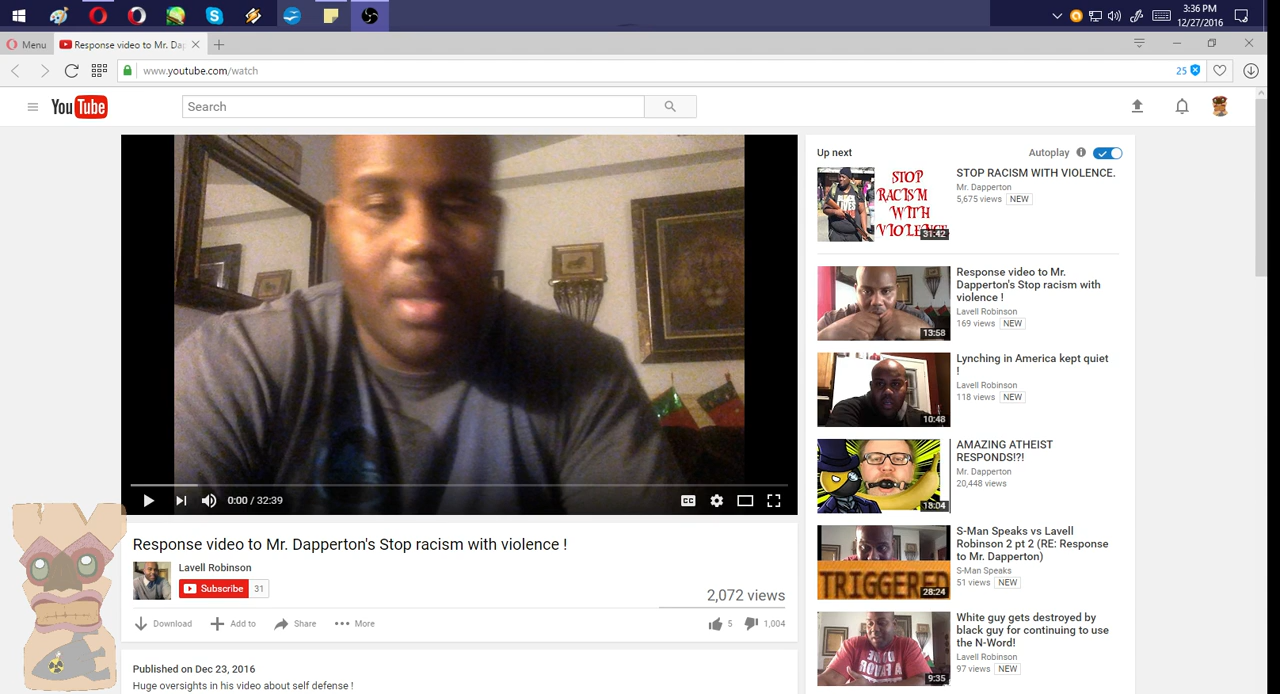 3:36 PM
12/27/2016
Menu
Response video to Mr. Dap
www.youtube.com/watch
25
YouTube
Search
Up next
Autoplay
STOP RACISM WITH VIOLENCE
31:42
STOP RACISM WITH VIOLENCE.
Mr. Dapperton
5,675 views NEW
13:58
Response video to Mr.
Dapperton's Stop racism with
violence !
Lavell Robinson
169 views NEW
10:48
Lynching in America kept quiet
!
Lavell Robinson
118 views NEW
18:04
AMAZING ATHEIST
RESPONDS!?!
Mr. Dapperton
20,448 views
TRIGGERED
28:24
S-Man Speaks vs Lavell
Robinson 2 pt 2 (RE: Response
to Mr. Dapperton)
S-Man Speaks
51 views NEW
9:35
White guy gets destroyed by
black guy for continuing to use
the N-Word!
Lavell Robinson
97 views NEW
0:00 / 32:39
CC
Response video to Mr. Dapperton's Stop racism with violence !
Lavell Robinson
Subscribe 31
2,072 views
Download Add to Share More
5 1,004
Published on Dec 23, 2016
Huge oversights in his video about self defense !